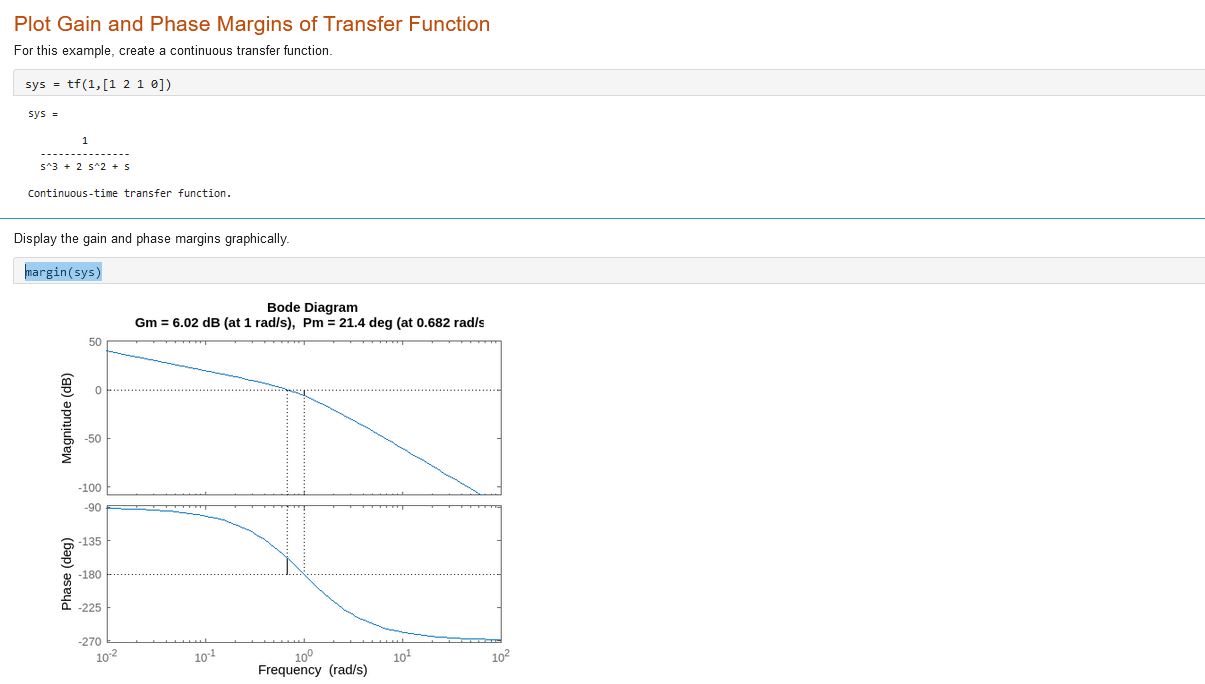 Plot Gain and Phase Margins of Transfer Function
For this example, create a continuous transfer function.
sys = tf(1,[1 2 1 0])
sys =
1
---------------
s^3 + 2 s^2 + s
Continuous-time transfer function.
Display the gain and phase margins graphically.
margin(sys)
Bode Diagram
Gm = 6.02 dB (at 1 rad/s),  Pm = 21.4 deg (at 0.682 rad/s
50
0
-50
-100
Magnitude (dB)
-90
-135
-180
-225
-270
Phase (deg)
10^-2 10^-1 10^0 10^1 10^2
Frequency  (rad/s)